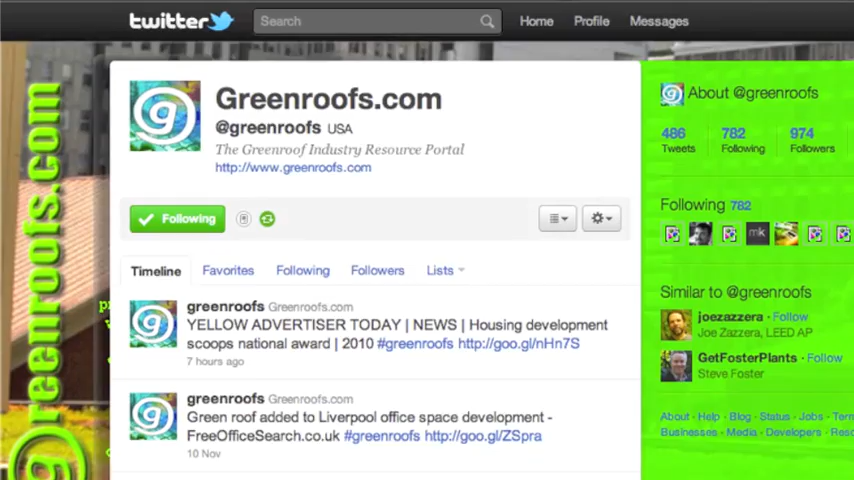 twitter
Search
Home Profile Messages
@greenroofs.com
Greenroofs.com
@greenroofs USA
The Greenroof Industry Resource Portal
http://www.greenroofs.com
Following
Timeline Favorites Following Followers Lists
greenroofs Greenroofs.com
YELLOW ADVERTISER TODAY | NEWS | Housing development
scoops national award | 2010 #greenroofs http://goo.gl/nHn7S
7 hours ago
greenroofs Greenroofs.com
Green roof added to Liverpool office space development -
FreeOfficeSearch.co.uk #greenroofs http://goo.gl/ZSpra
10 Nov
About @greenroofs
486 782 974
Tweets Following Followers
Following 782
mk
Similar to @greenroofs
joezazzera · Follow
Joe Zazzera, LEED AP
GetFosterPlants · Follow
Steve Foster
About · Help · Blog · Status · Jobs · Term
Businesses · Media · Developers · Reso